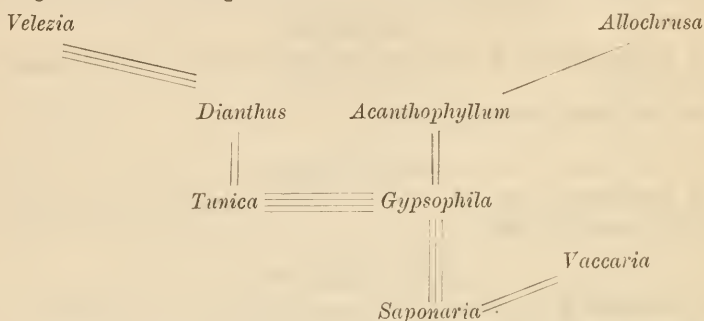 Velezia Allochrusa
Dianthus Acanthophyllum
Tunica Gypsophila
Vaccaria
Saponaria